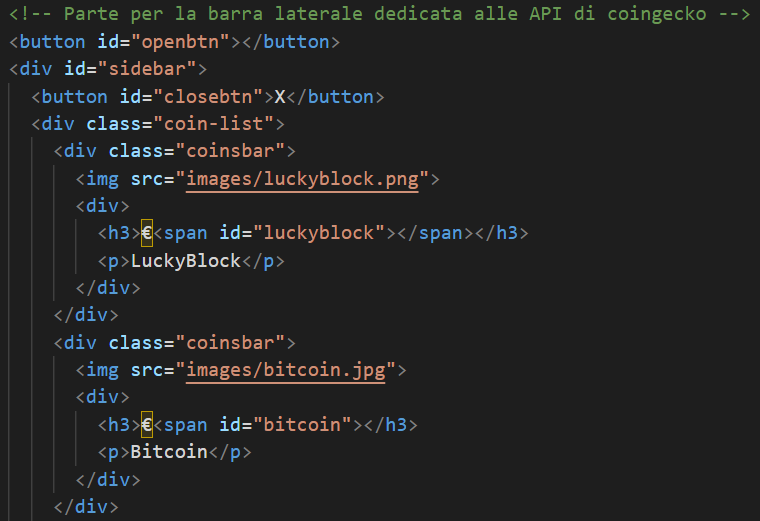 <!-- Parte per la barra laterale dedicata alle API di coingecko -->
<button id="openbtn"></button>
<div id="sidebar">
<button id="closebtn">X</button>
<div class="coin-list">
<div class="coinsbar">
<img src="images/luckyblock.png">
<div>
<h3>€<span id="luckyblock"></span></h3>
<p>LuckyBlock</p>
</div>
</div>
<div class="coinsbar">
<img src="images/bitcoin.jpg">
<div>
<h3>€<span id="bitcoin"></h3>
<p>Bitcoin</p>
</div>
</div>